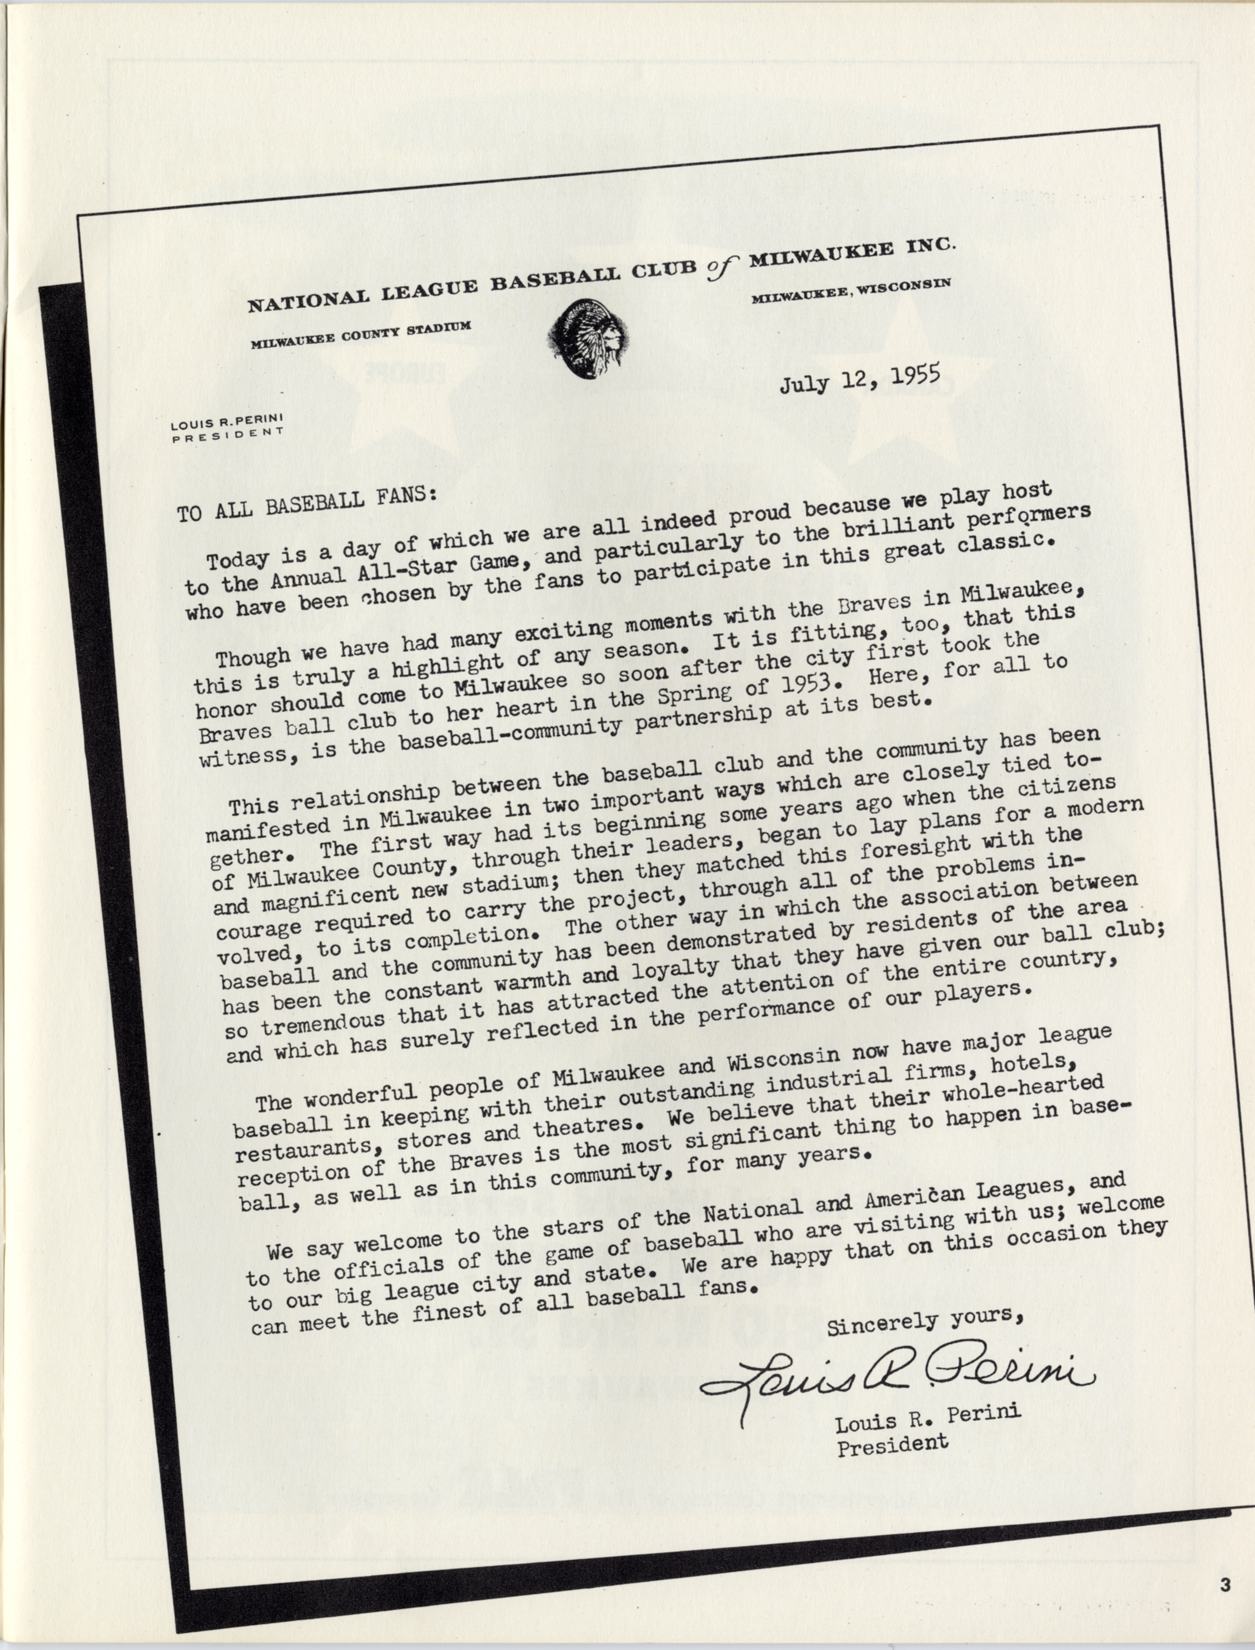 NATIONAL LEAGUE BASEBALL CLUB of MILWAUKEE INC.
MILWAUKEE COUNTY STADIUM
MILWAUKEE, WISCONSIN
July 12, 1955
LOUIS R. PERINI
PRESIDENT
TO ALL BASEBALL FANS:
Today is a day of which we are all indeed proud because we play host
to the Annual All-Star Game, and particularly to the brilliant performers
who have been chosen by the fans to participate in this great classic.
Though we have had many exciting moments with the Braves in Milwaukee,
this is truly a highlight of any season. It is fitting, too, that this
honor should come to Milwaukee so soon after the city first took the
Braves ball club to her heart in the Spring of 1953. Here, for all to
witness, is the baseball-community partnership at its best.
This relationship between the baseball club and the community has been
manifested in Milwaukee in two important ways which are closely tied to-
gether. The first way had its beginning some years ago when the citizens
of Milwaukee County, through their leaders, began to lay plans for a modern
and magnificent new stadium; then they matched this foresight with the
courage required to carry the project, through all of the problems in-
volved, to its completion. The other way in which the association between
baseball and the community has been demonstrated by residents of the area
has been the constant warmth and loyalty that they have given our ball club;
so tremendous that it has attracted the attention of the entire country,
and which has surely reflected in the performance of our players.
The wonderful people of Milwaukee and Wisconsin now have major league
baseball in keeping with their outstanding industrial firms, hotels,
restaurants, stores and theatres. We believe that their whole-hearted
reception of the Braves is the most significant thing to happen in base-
ball, as well as in this community, for many years.
We say welcome to the stars of the National and American Leagues, and
to the officials of the game of baseball who are visiting with us; welcome
to our big league city and state. We are happy that on this occasion they
can meet the finest of all baseball fans.
Sincerely yours,
Louis R Perini
Louis R. Perini
President
3